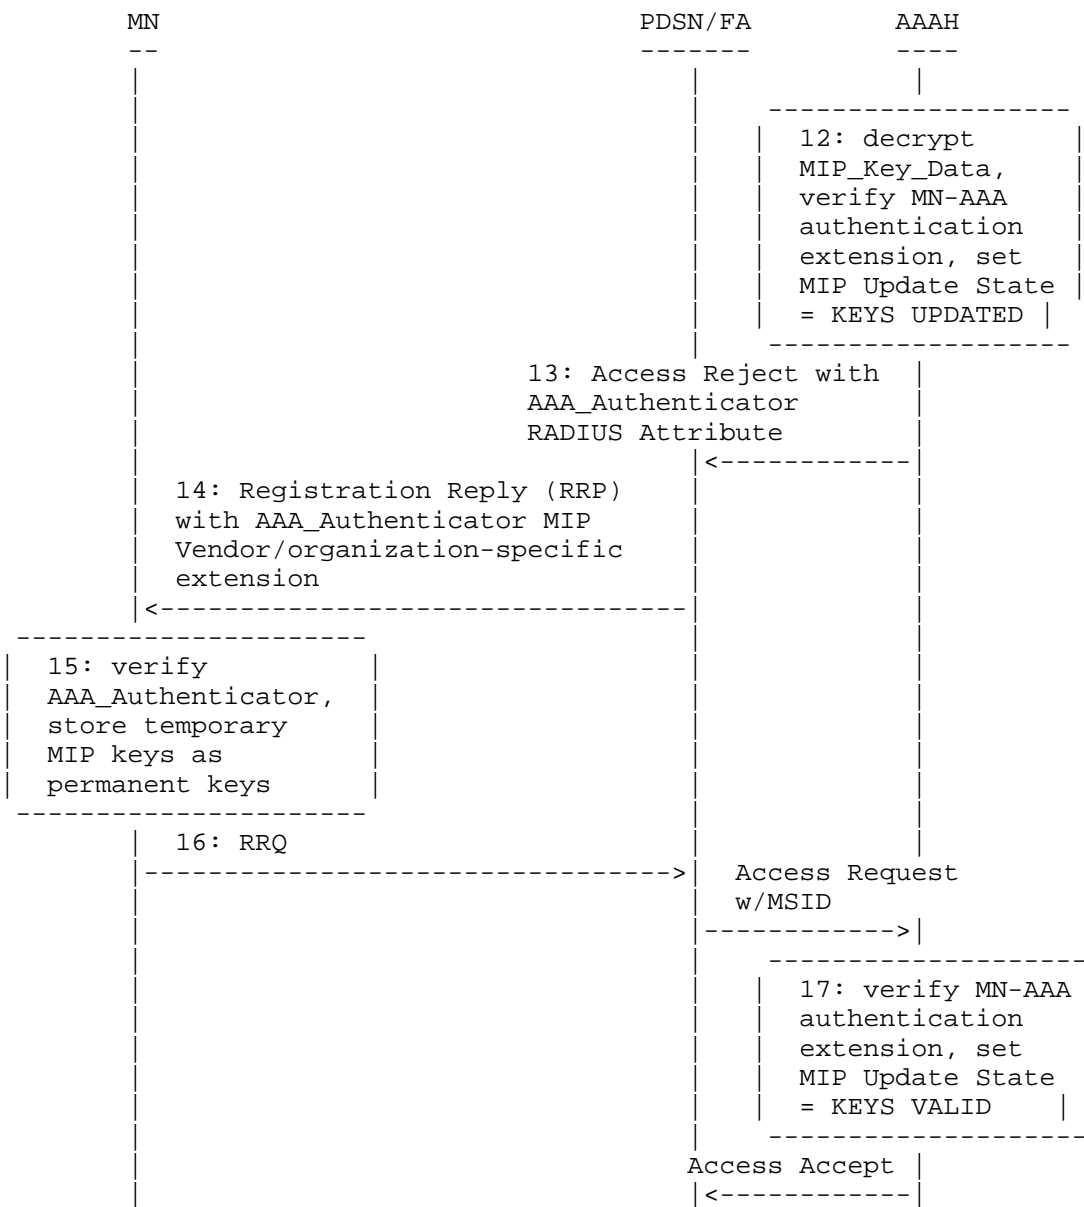 MN PDSN/FA AAAH
-- ------- ----
12: decrypt
MIP_Key_Data,
verify MN-AAA
authentication
extension, set
MIP Update State
= KEYS UPDATED
13: Access Reject with
AAA_Authenticator
RADIUS Attribute
14: Registration Reply (RRP)
with AAA_Authenticator MIP
Vendor/organization-specific
extension
15: verify
AAA_Authenticator,
store temporary
MIP keys as
permanent keys
16: RRQ
Access Request
w/MSID
17: verify MN-AAA
authentication
extension, set
MIP Update State
= KEYS VALID
Access Accept